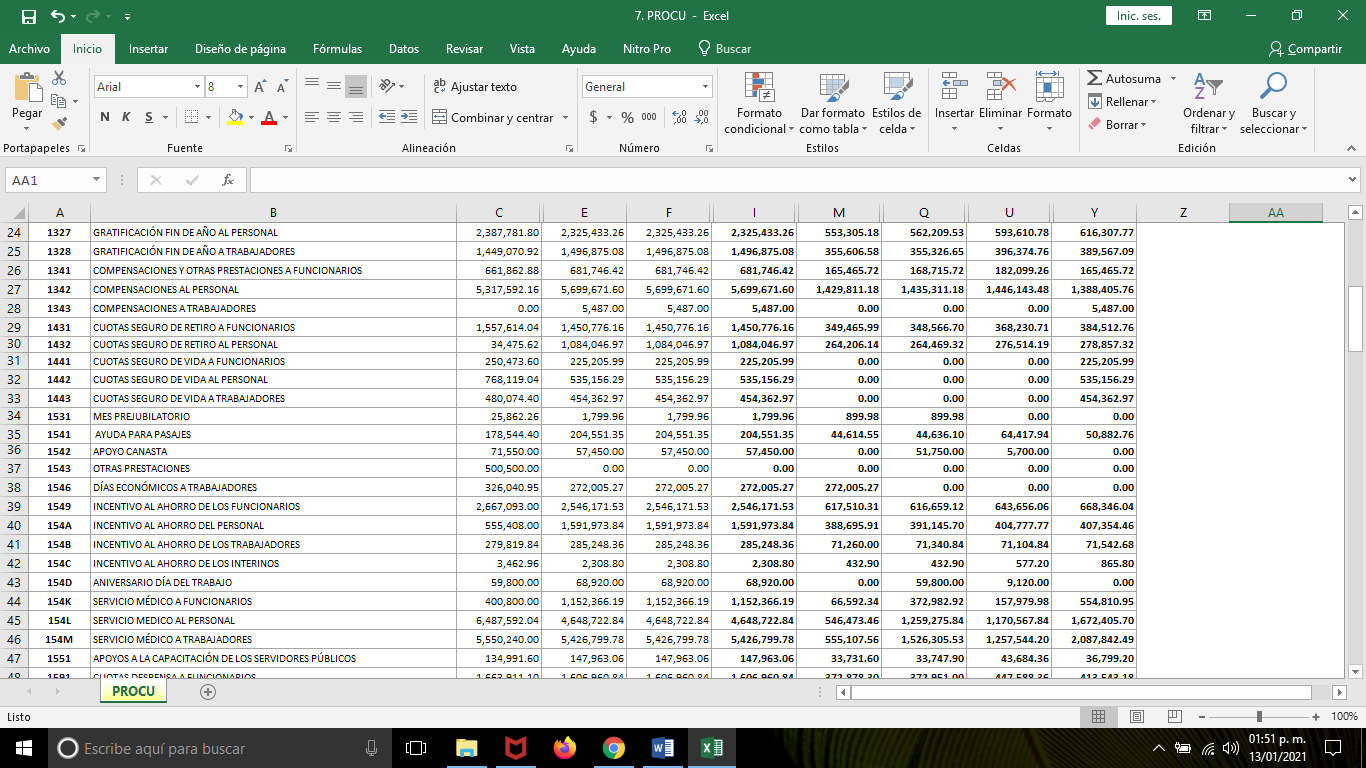 7. PROCU - Excel
Inic. ses.
Archivo Inicio Insertar Diseño de página Fórmulas Datos Revisar Vista Ayuda Nitro Pro Buscar Compartir
Pegar
Portapapeles
Arial 8
N K S
Fuente
Ajustar texto
Combinar y centrar
Alineación
General
$ % 000
Número
Formato condicional
Dar formato como tabla
Estilos de celda
Estilos
Insertar Eliminar Formato
Celdas
Autosuma
Rellenar
Borrar
Ordenar y filtrar
Buscar y seleccionar
Edición
AA1 fx
A B C E F I M Q U Y Z AA
24 1327 GRATIFICACIÓN FIN DE AÑO AL PERSONAL 2,387,781.80 2,325,433.26 2,325,433.26 2,325,433.26 553,305.18 562,209.53 593,610.78 616,307.77
25 1328 GRATIFICACIÓN FIN DE AÑO A TRABAJADORES 1,449,070.92 1,496,875.08 1,496,875.08 1,496,875.08 355,606.58 355,326.65 396,374.76 389,567.09
26 1341 COMPENSACIONES Y OTRAS PRESTACIONES A FUNCIONARIOS 661,862.88 681,746.42 681,746.42 681,746.42 165,465.72 168,715.72 182,099.26 165,465.72
27 1342 COMPENSACIONES AL PERSONAL 5,317,592.16 5,699,671.60 5,699,671.60 5,699,671.60 1,429,811.18 1,435,311.18 1,446,143.48 1,388,405.76
28 1343 COMPENSACIONES A TRABAJADORES 0.00 5,487.00 5,487.00 5,487.00 0.00 0.00 0.00 5,487.00
29 1431 CUOTAS SEGURO DE RETIRO A FUNCIONARIOS 1,557,614.04 1,450,776.16 1,450,776.16 1,450,776.16 349,465.99 348,566.70 368,230.71 384,512.76
30 1432 CUOTAS SEGURO DE RETIRO AL PERSONAL 34,475.62 1,084,046.97 1,084,046.97 1,084,046.97 264,206.14 264,469.32 276,514.19 278,857.32
31 1441 CUOTAS SEGURO DE VIDA A FUNCIONARIOS 250,473.60 225,205.99 225,205.99 225,205.99 0.00 0.00 0.00 225,205.99
32 1442 CUOTAS SEGURO DE VIDA AL PERSONAL 768,119.04 535,156.29 535,156.29 535,156.29 0.00 0.00 0.00 535,156.29
33 1443 CUOTAS SEGURO DE VIDA A TRABAJADORES 480,074.40 454,362.97 454,362.97 454,362.97 0.00 0.00 0.00 454,362.97
34 1531 MES PREJUBILATORIO 25,862.26 1,799.96 1,799.96 1,799.96 899.98 899.98 0.00 0.00
35 1541 AYUDA PARA PASAJES 178,544.40 204,551.35 204,551.35 204,551.35 44,614.55 44,636.10 64,417.94 50,882.76
36 1542 APOYO CANASTA 71,550.00 57,450.00 57,450.00 57,450.00 0.00 51,750.00 5,700.00 0.00
37 1543 OTRAS PRESTACIONES 500,500.00 0.00 0.00 0.00 0.00 0.00 0.00 0.00
38 1546 DÍAS ECONÓMICOS A TRABAJADORES 326,040.95 272,005.27 272,005.27 272,005.27 272,005.27 0.00 0.00 0.00
39 1549 INCENTIVO AL AHORRO DE LOS FUNCIONARIOS 2,667,093.00 2,546,171.53 2,546,171.53 2,546,171.53 617,510.31 616,659.12 643,656.06 668,346.04
40 154A INCENTIVO AL AHORRO DEL PERSONAL 555,408.00 1,591,973.84 1,591,973.84 1,591,973.84 388,695.91 391,145.70 404,777.77 407,354.46
41 154B INCENTIVO AL AHORRO DE LOS TRABAJADORES 279,819.84 285,248.36 285,248.36 285,248.36 71,260.00 71,340.84 71,104.84 71,542.68
42 154C INCENTIVO AL AHORRO DE LOS INTERINOS 3,462.96 2,308.80 2,308.80 2,308.80 432.90 432.90 577.20 865.80
43 154D ANIVERSARIO DÍA DEL TRABAJO 59,800.00 68,920.00 68,920.00 68,920.00 0.00 59,800.00 9,120.00 0.00
44 154K SERVICIO MÉDICO A FUNCIONARIOS 400,800.00 1,152,366.19 1,152,366.19 1,152,366.19 66,592.34 372,982.92 157,979.98 554,810.95
45 154L SERVICIO MEDICO AL PERSONAL 6,487,592.04 4,648,722.84 4,648,722.84 4,648,722.84 546,473.46 1,259,275.84 1,170,567.84 1,672,405.70
46 154M SERVICIO MÉDICO A TRABAJADORES 5,550,240.00 5,426,799.78 5,426,799.78 5,426,799.78 555,107.56 1,526,305.53 1,257,544.20 2,087,842.49
47 1551 APOYOS A LA CAPACITACIÓN DE LOS SERVIDORES PÚBLICOS 134,991.60 147,963.06 147,963.06 147,963.06 33,731.60 33,747.90 43,684.36 36,799.20
48 1591 CUOTAS DESPENSA A FUNCIONARIOS 1,663,911.10 1,606,960.84 1,606,960.84 1,606,960.84 372,878.30 372,951.00 447,588.36 413,543.18
PROCU
Listo 100%
Escribe aquí para buscar
01:51 p. m.
13/01/2021